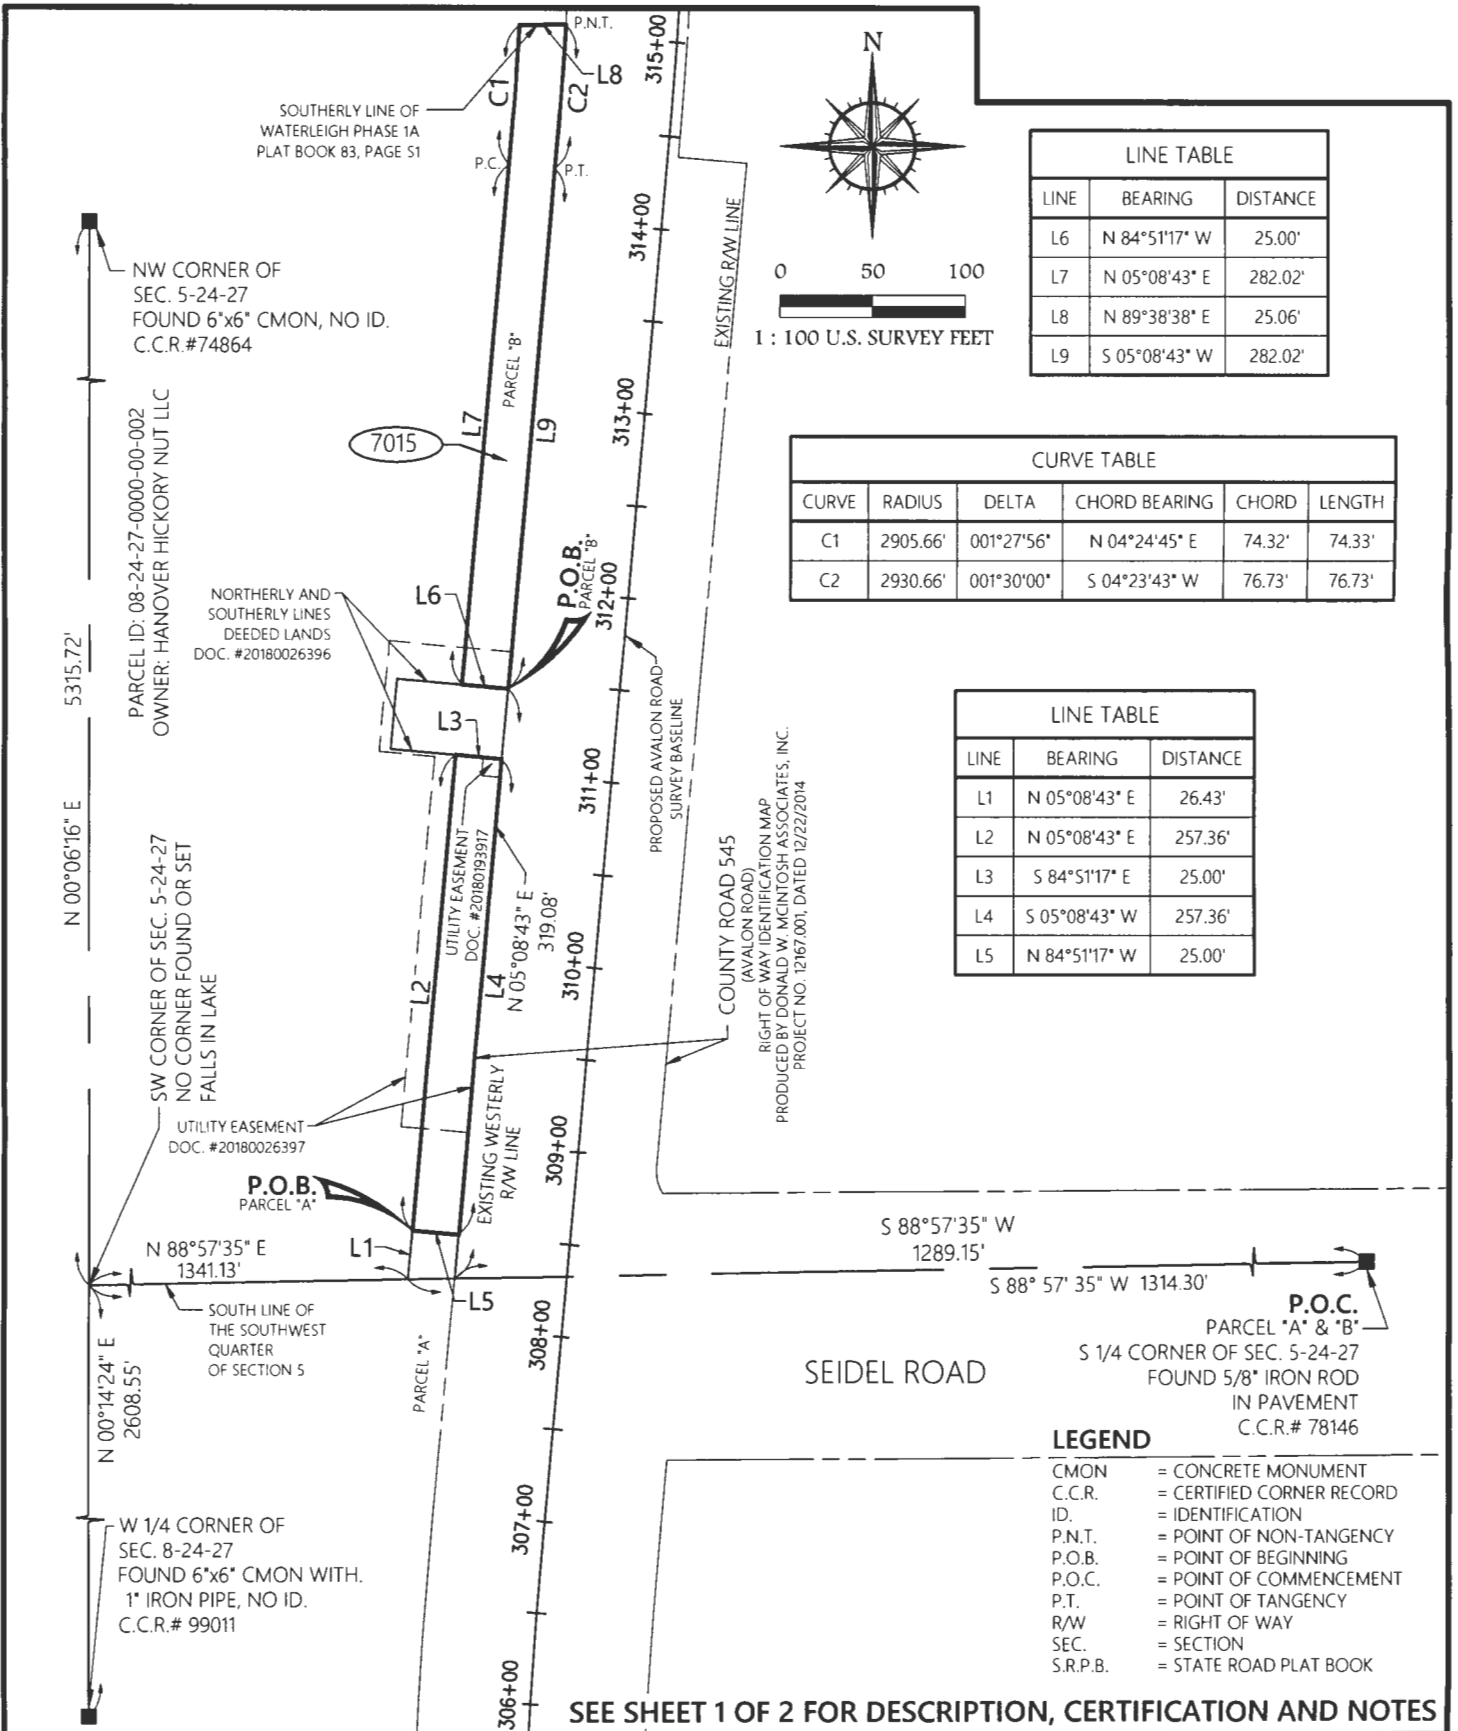 P.N.T.
C1
C2
L8
SOUTHERLY LINE OF
WATERLEIGH PHASE 1A
PLAT BOOK 83, PAGE 51
P.C.
P.T.
315+00
314+00
313+00
312+00
311+00
310+00
309+00
308+00
307+00
306+00
N
0 50 100
1 : 100 U.S. SURVEY FEET
EXISTING R/W LINE
LINE TABLE
LINE BEARING DISTANCE
L6 N 84°51'17" W 25.00'
L7 N 05°08'43" E 282.02'
L8 N 89°38'38" E 25.06'
L9 S 05°08'43" W 282.02'
NW CORNER OF
SEC. 5-24-27
FOUND 6"x6" CMON, NO ID.
C.C.R.#74864
PARCEL ID: 08-24-27-0000-00-002
OWNER: HANOVER HICKORY NUT LLC
PARCEL "B"
7015
L7
L9
CURVE TABLE
CURVE RADIUS DELTA CHORD BEARING CHORD LENGTH
C1 2905.66' 001°27'56" N 04°24'45" E 74.32' 74.33'
C2 2930.66' 001°30'00" S 04°23'43" W 76.73' 76.73'
NORTHERLY AND
SOUTHERLY LINES
DEEDED LANDS
DOC. #20180026396
L6
P.O.B.
PARCEL "B"
L3
N 00°06'16" E 5315.72'
PROPOSED AVALON ROAD
SURVEY BASELINE
LINE TABLE
LINE BEARING DISTANCE
L1 N 05°08'43" E 26.43'
L2 N 05°08'43" E 257.36'
L3 S 84°51'17" E 25.00'
L4 S 05°08'43" W 257.36'
L5 N 84°51'17" W 25.00'
UTILITY EASEMENT
DOC. #20180193917
L2
L4
N 05°08'43" E
319.08'
COUNTY ROAD 545
(AVALON ROAD)
RIGHT OF WAY IDENTIFICATION MAP
PRODUCED BY DONALD W. MCINTOSH ASSOCIATES, INC.
PROJECT NO. 12167.001, DATED 12/22/2014
SW CORNER OF SEC. 5-24-27
NO CORNER FOUND OR SET
FALLS IN LAKE
UTILITY EASEMENT
DOC. #20180026397
EXISTING WESTERLY
R/W LINE
P.O.B.
PARCEL "A"
N 88°57'35" E
1341.13'
L1
L5
SOUTH LINE OF
THE SOUTHWEST
QUARTER
OF SECTION 5
PARCEL "A"
N 00°14'24" E
2608.55'
S 88°57'35" W
1289.15'
S 88° 57' 35" W 1314.30'
P.O.C.
PARCEL "A" & "B"
S 1/4 CORNER OF SEC. 5-24-27
FOUND 5/8" IRON ROD
IN PAVEMENT
C.C.R.# 78146
SEIDEL ROAD
W 1/4 CORNER OF
SEC. 8-24-27
FOUND 6"x6" CMON WITH.
1" IRON PIPE, NO ID.
C.C.R.# 99011
LEGEND
CMON = CONCRETE MONUMENT
C.C.R. = CERTIFIED CORNER RECORD
ID. = IDENTIFICATION
P.N.T. = POINT OF NON-TANGENCY
P.O.B. = POINT OF BEGINNING
P.O.C. = POINT OF COMMENCEMENT
P.T. = POINT OF TANGENCY
R/W = RIGHT OF WAY
SEC. = SECTION
S.R.P.B. = STATE ROAD PLAT BOOK
SEE SHEET 1 OF 2 FOR DESCRIPTION, CERTIFICATION AND NOTES